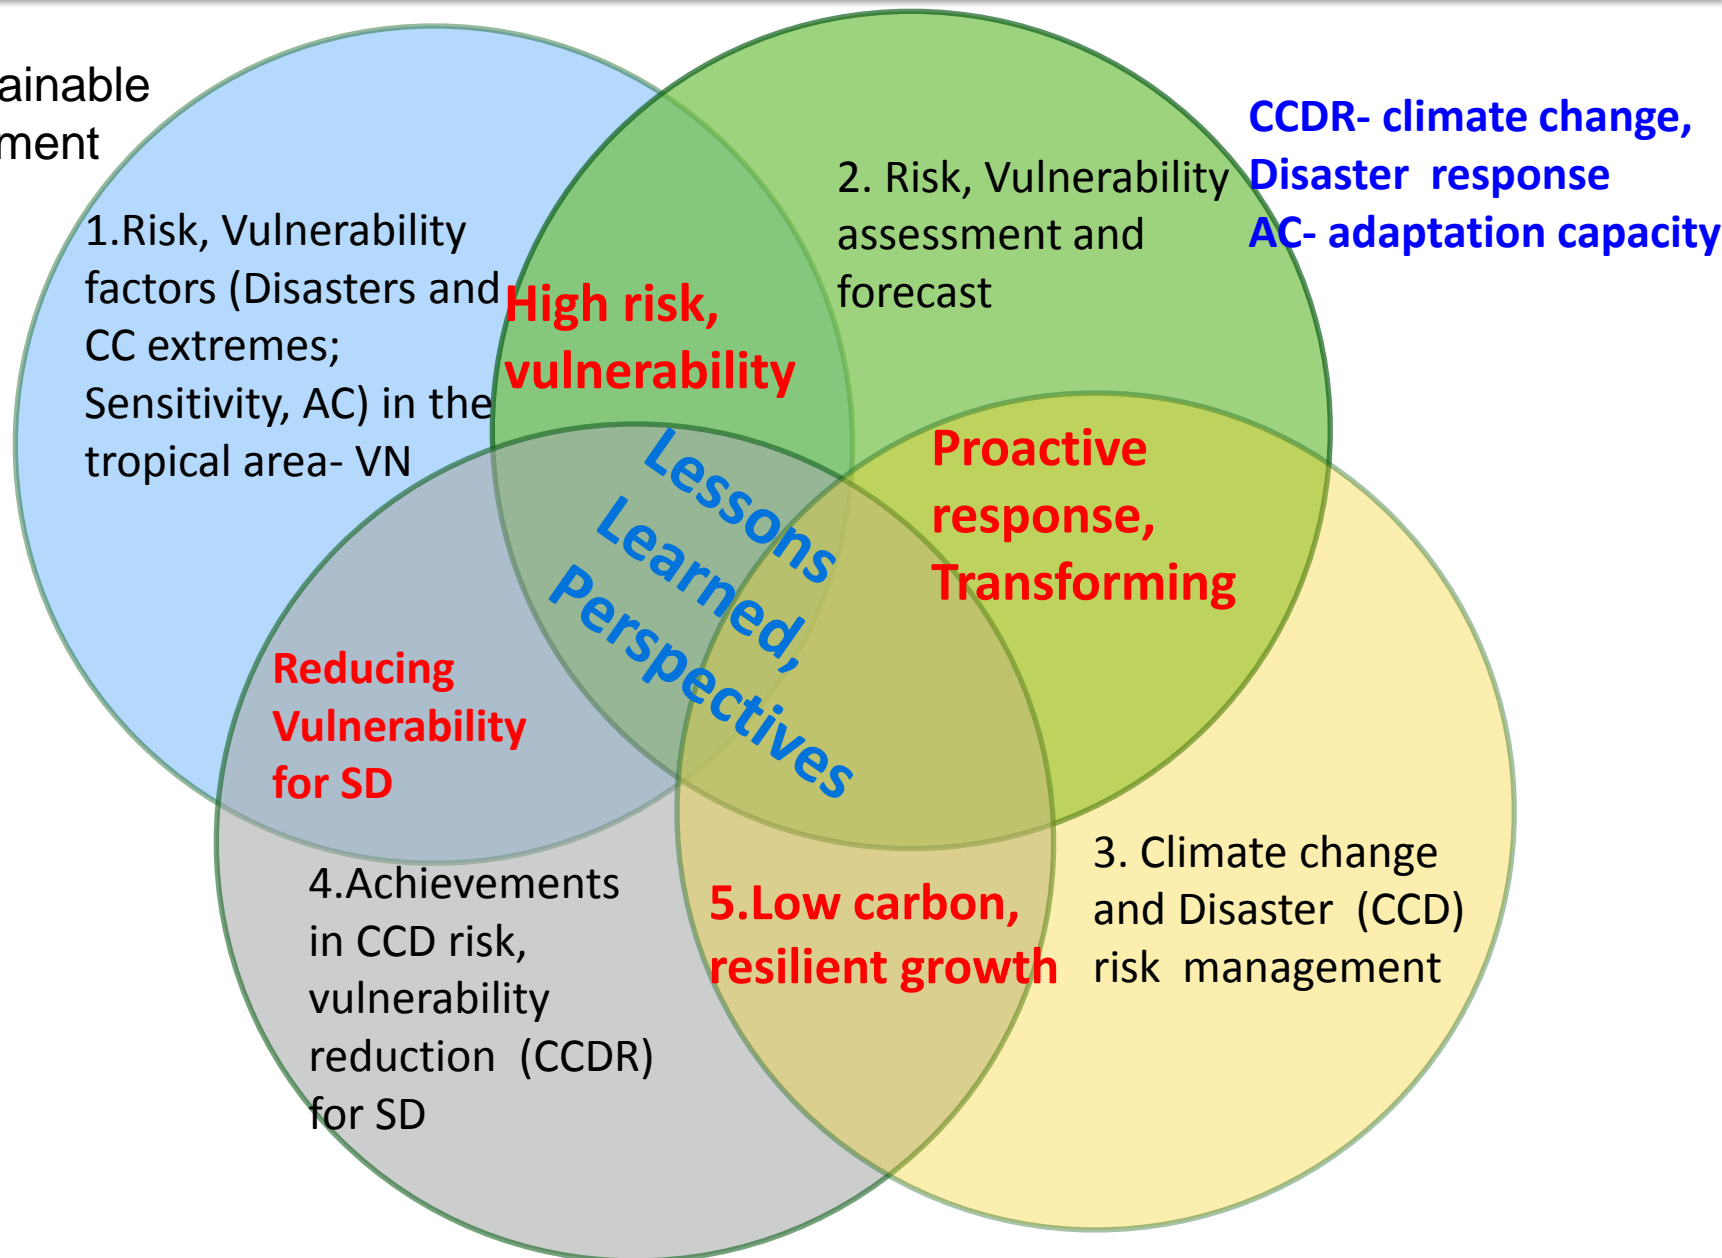 ainable
ment
CCDR- climate change,
Disaster  response
AC- adaptation capacity
1.Risk, Vulnerability
factors (Disasters and
CC extremes;
Sensitivity, AC) in the
tropical area- VN
2. Risk, Vulnerability
assessment and
forecast
High risk,
vulnerability
Proactive
response,
Transforming
Lessons
Learned,
Perspectives
Reducing
Vulnerability
for SD
4.Achievements
in CCD risk,
vulnerability
reduction  (CCDR)
for SD
5.Low carbon,
resilient growth
3. Climate change
and Disaster  (CCD)
risk  management